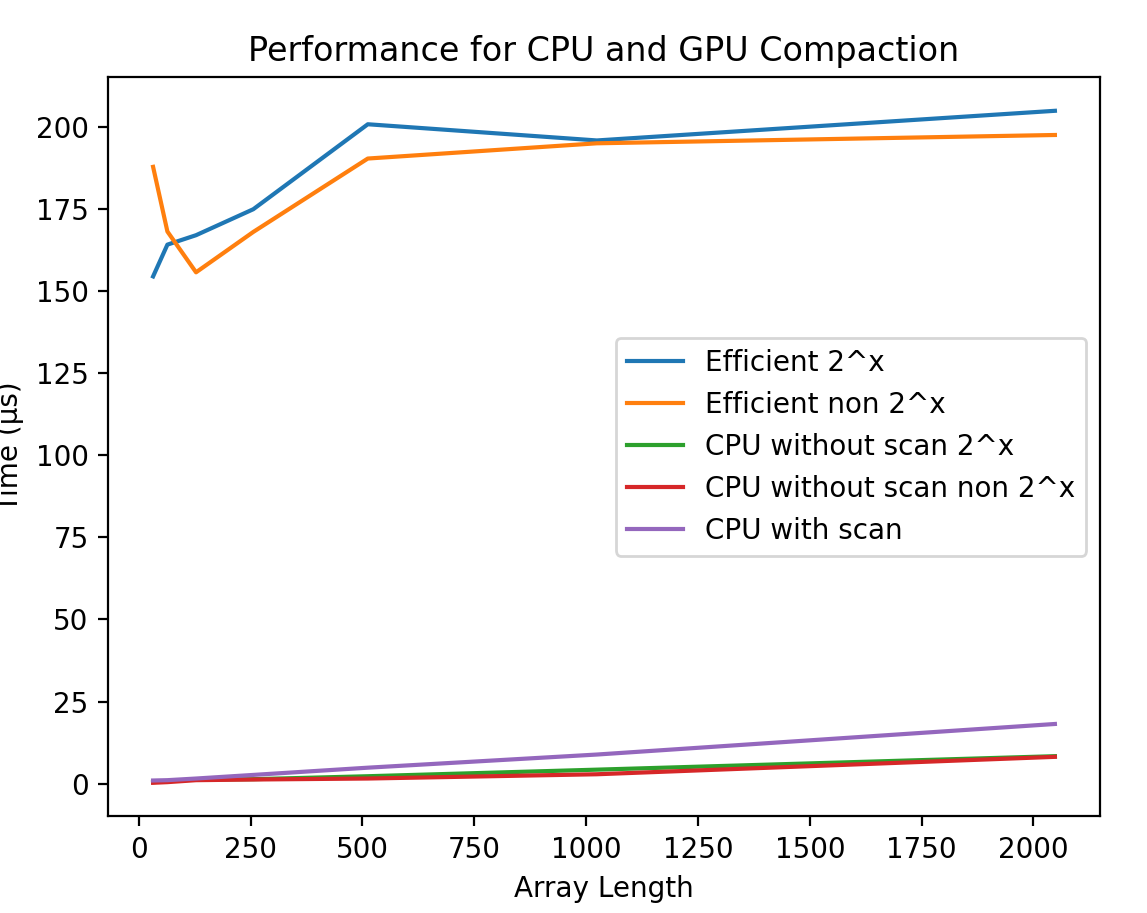 Performance for CPU and GPU Compaction
200
175
150
125
100
75
50
25
0
Time (µs)
Efficient 2^x
Efficient non 2^x
CPU without scan 2^x
CPU without scan non 2^x
CPU with scan
0 250 500 750 1000 1250 1500 1750 2000
Array Length